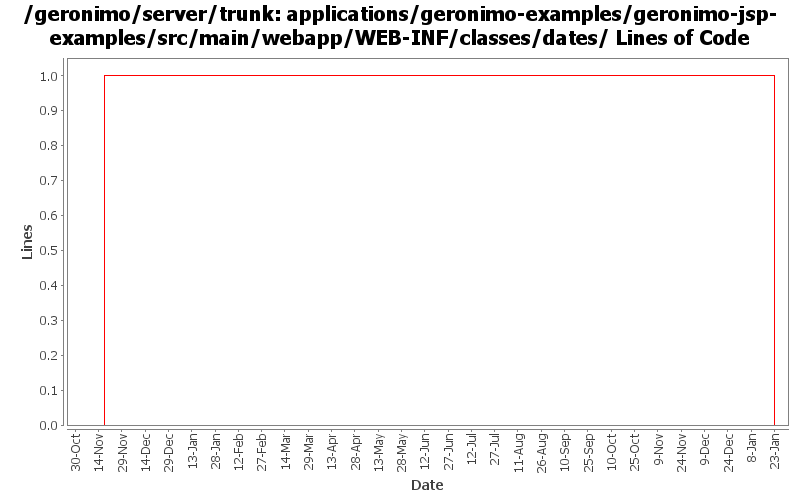 /geronimo/server/trunk: applications/geronimo-examples/geronimo-jsp-
examples/src/main/webapp/WEB-INF/classes/dates/ Lines of Code
Lines
1.0
0.9
0.8
0.7
0.6
0.5
0.4
0.3
0.2
0.1
0.0
30-Oct
14-Nov
29-Nov
14-Dec
29-Dec
13-Jan
28-Jan
12-Feb
27-Feb
14-Mar
29-Mar
13-Apr
28-Apr
13-May
28-May
12-Jun
27-Jun
12-Jul
27-Jul
11-Aug
26-Aug
10-Sep
25-Sep
10-Oct
25-Oct
9-Nov
24-Nov
9-Dec
24-Dec
8-Jan
23-Jan
Date